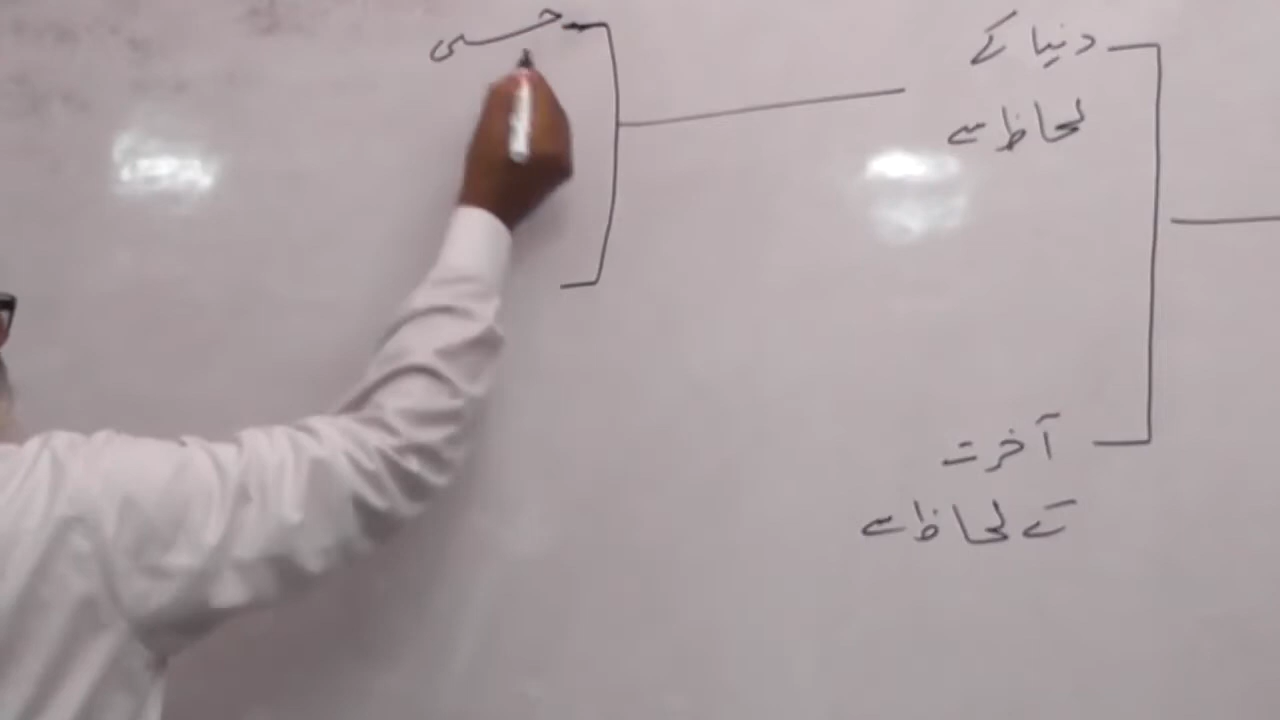 دنیا کے
لحاظ سے
حسی
آخرت
کے لحاظ سے